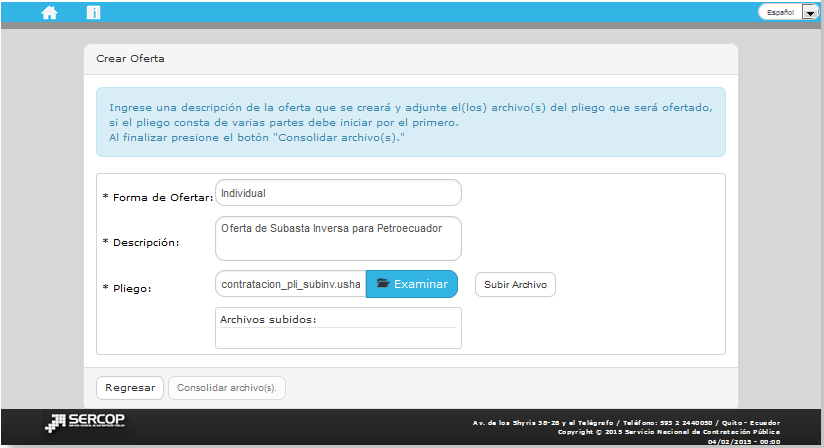 Español
Crear Oferta
Ingrese una descripción de la oferta que se creará y adjunte el(los) archivo(s) del pliego que será ofertado,
si el pliego consta de varias partes debe iniciar por el primero.
Al finalizar presione el botón "Consolidar archivo(s)."
* Forma de Ofertar: Individual
* Descripción: Oferta de Subasta Inversa para Petroecuador
* Pliego: contratacion_pli_subinv.usha Examinar Subir Archivo
Archivos subidos:
Regresar Consolidar archivo(s).
SERCOP
Av. de los Shyris 38-28 y el Telégrafo / Teléfono: 593 2 2440050 / Quito - Ecuador
Copyright © 2015 Servicio Nacional de Contratación Pública
04/02/2015 - 00:00